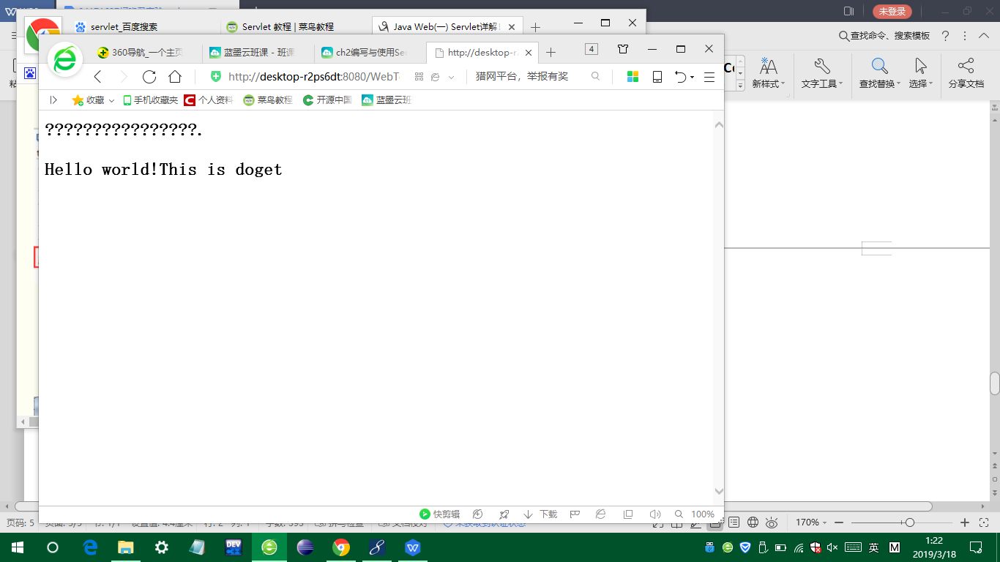 未登录
servlet_百度搜索
Servlet 教程 | 菜鸟教程
Java Web(一) Servlet详解
查找命令、搜索模板
360导航_一个主页
蓝墨云班课 - 班课
ch2编写与使用Ser
http://desktop-r2
4
http://desktop-r2ps6dt:8080/WebT
猎网平台，举报有奖
新样式
文字工具
查找替换
选择
分享文档
收藏
手机收藏夹
个人资料
菜鸟教程
开源中国
蓝墨云班
????????????????.
Hello world!This is doget
快剪辑
下载
100%
页码: 5
170%
DEV
英
M
1:22
2019/3/18